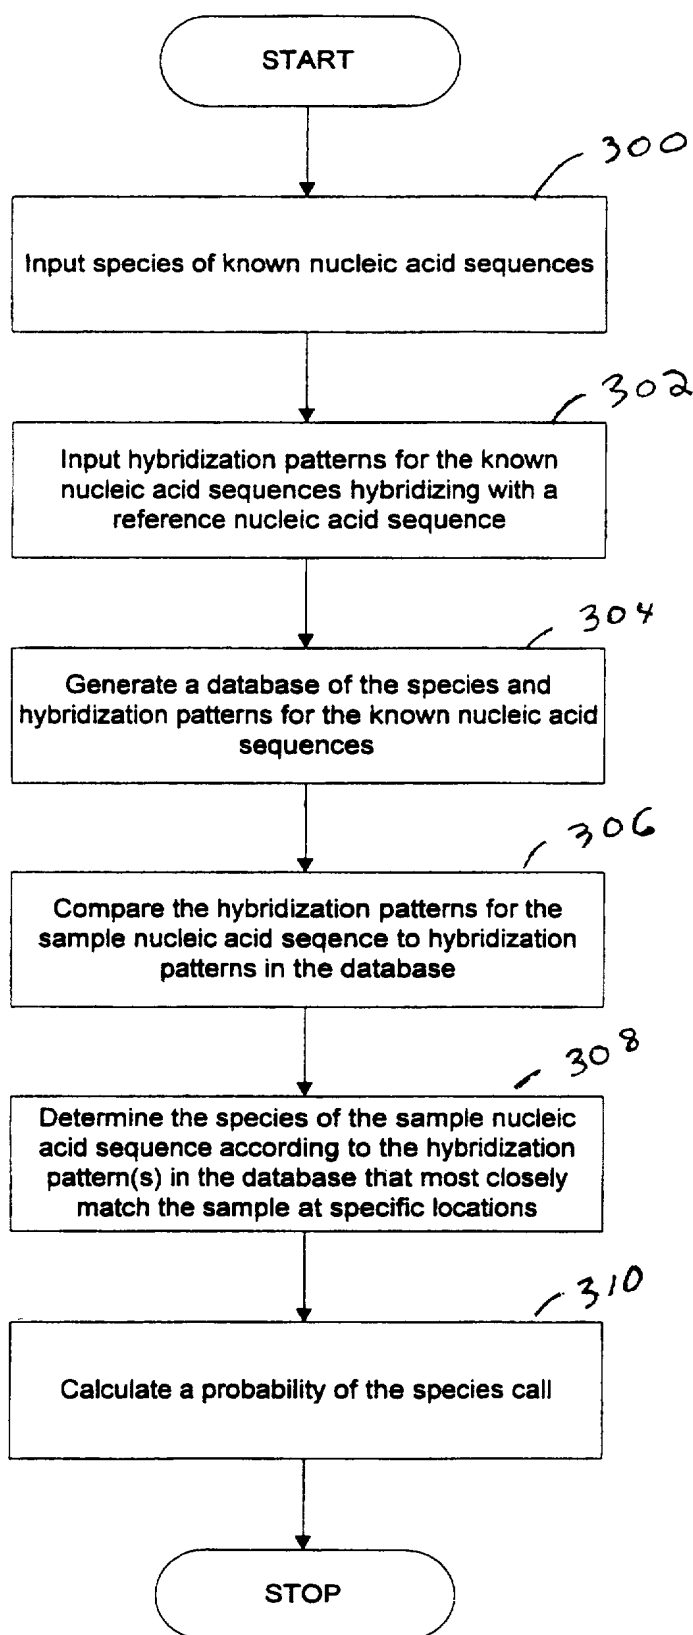 START
300
Input species of known nucleic acid sequences
302
Input hybridization patterns for the known
nucleic acid sequences hybridizing with a
reference nucleic acid sequence
304
Generate a database of the species and
hybridization patterns for the known nucleic acid
sequences
306
Compare the hybridization patterns for the
sample nucleic acid seqence to hybridization
patterns in the database
308
Determine the species of the sample nucleic
acid sequence according to the hybridization
pattern(s) in the database that most closely
match the sample at specific locations
310
Calculate a probability of the species call
STOP